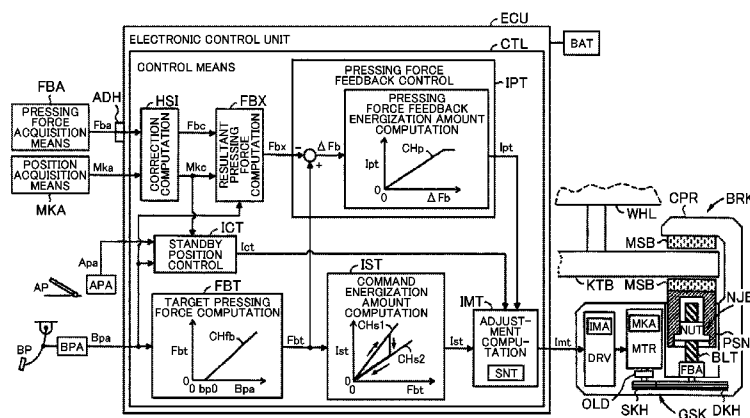 ECU
ELECTRONIC CONTROL UNIT
BAT
CTL
CONTROL MEANS
PRESSING FORCE
FEEDBACK CONTROL
IPT
FBA
ADH
HSI
FBX
PRESSING
FORCE
ACQUISITION
MEANS
Fba
CORRECTION
COMPUTATION
Fbc
RESULTANT
PRESSING
FORCE
COMPUTATION
Fbx
-
+
ΔFb
PRESSING
FORCE FEEDBACK
ENERGIZATION AMOUNT
COMPUTATION
CHp
Ipt
0
ΔFb
Ipt
POSITION
ACQUISITION
MEANS
Mka
Mkc
MKA
ICT
STANDBY
POSITION
CONTROL
Ict
Apa
AP
APA
FBT
TARGET PRESSING
FORCE COMPUTATION
CHfb
Fbt
0 bp0 Bpa
Fbt
BP
BPA
Bpa
IST
COMMAND
ENERGIZATION
AMOUNT
COMPUTATION
CHs1
CHs2
Ist
0
Fbt
Ist
IMT
ADJUST-
MENT
COMPU-
TATION
SNT
Imt
WHL
CPR
BRK
MSB
KTB
MSB
NJB
IMA
DRV
MKA
MTR
NUT
PSN
BLT
FBA
OLD
SKH
GSK
DKH